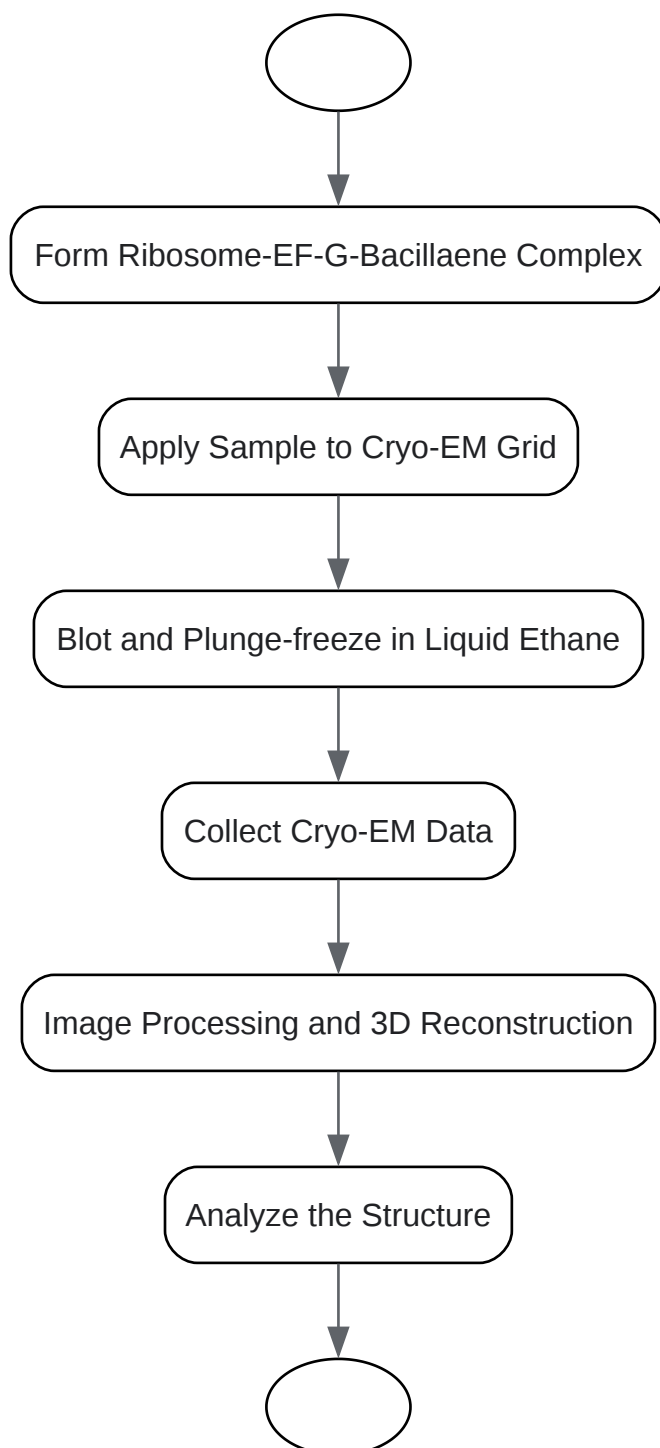 Form Ribosome-EF-G-Bacillaene Complex
Apply Sample to Cryo-EM Grid
Blot and Plunge-freeze in Liquid Ethane
Collect Cryo-EM Data
Image Processing and 3D Reconstruction
Analyze the Structure